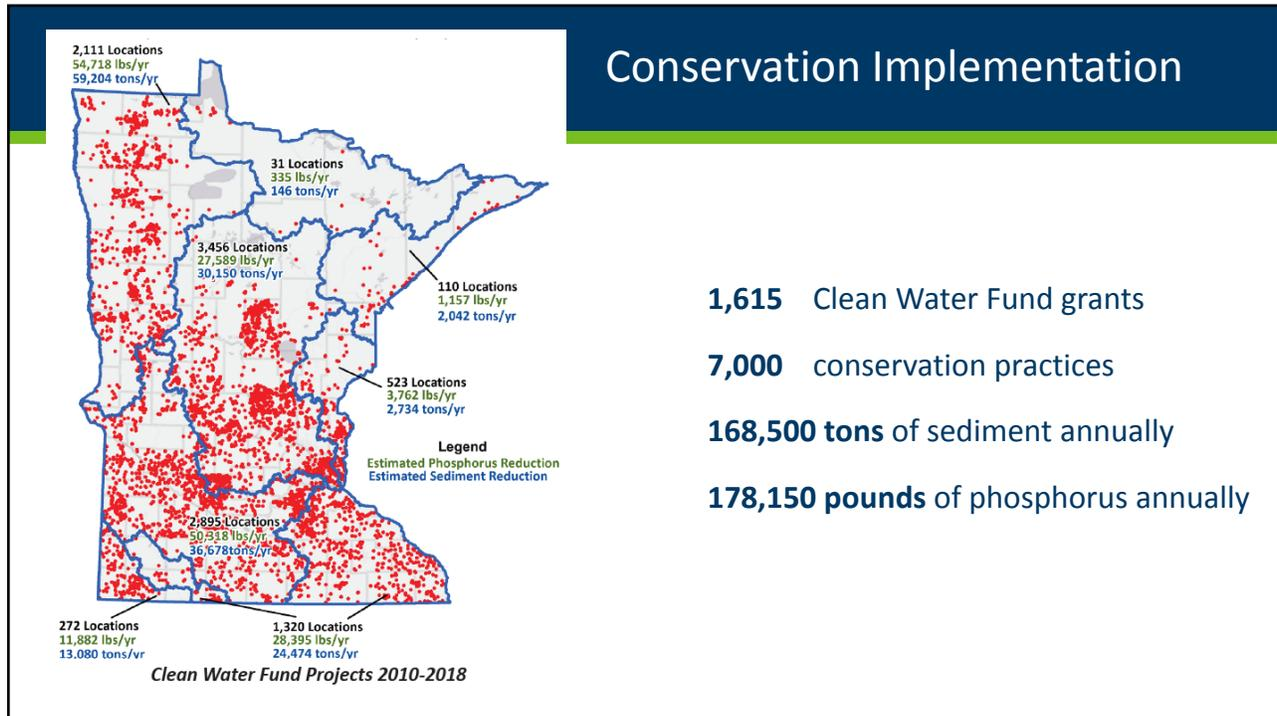 Conservation Implementation
2,111 Locations
54,718 lbs/yr
59,204 tons/yr
31 Locations
335 lbs/yr
146 tons/yr
3,456 Locations
27,589 lbs/yr
30,150 tons/yr
110 Locations
1,157 lbs/yr
2,042 tons/yr
523 Locations
3,762 lbs/yr
2,734 tons/yr
Legend
Estimated Phosphorus Reduction
Estimated Sediment Reduction
2,895 Locations
50,318 lbs/yr
36,678tons/yr
272 Locations
11,882 lbs/yr
13.080 tons/yr
1,320 Locations
28,395 lbs/yr
24,474 tons/yr
Clean Water Fund Projects 2010-2018
1,615 Clean Water Fund grants
7,000 conservation practices
168,500 tons of sediment annually
178,150 pounds of phosphorus annually